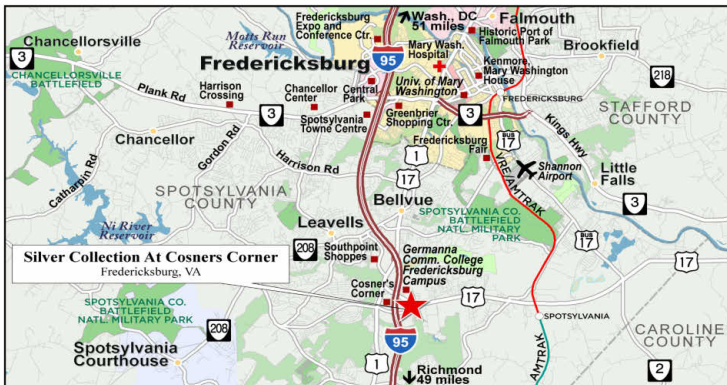 Chancellorsville
Motts Run
Reservoir
Fredericksburg
Expo and
Conference Ctr.
Wash., DC
51 miles
Falmouth
Historic Port of
Falmouth Park
Brookfield
3
CHANCELLORSVILLE
BATTLEFIELD
Fredericksburg
95
Mary Wash.
Hospital
Kenmore,
Mary Washington
House
218
Plank Rd
Harrison
Crossing
Chancellor
Center
Central
Park
Univ. of Mary
Washington
FREDERICKSBURG
STAFFORD
COUNTY
3
Spotsylvania
Towne Centre
Greenbrier
Shopping Ctr.
3
Kings Hwy
Chancellor
Gordon Rd
Harrison Rd
Catharpin Rd
1
17
Fredericksburg
Fair
BUS
17
VRE/AMTRAK
Shannon
Airport
Little
Falls
3
SPOTSYLVANIA
COUNTY
Bellvue
SPOTSYLVANIA CO.
BATTLEFIELD
NATL. MILITARY
PARK
Ni River
Reservoir
Leavells
208
Southpoint
Shoppes
BUS
17
Silver Collection At Cosners Corner
Fredericksburg, VA
Germanna
Comm. College
Fredericksburg
Campus
Cosner's
Corner
17
17
SPOTSYLVANIA CO.
BATTLEFIELD
NATL. MILITARY PARK
208
SPOTSYLVANIA
CAROLINE
COUNTY
Spotsylvania
Courthouse
1
95
Richmond
49 miles
AMTRAK
2